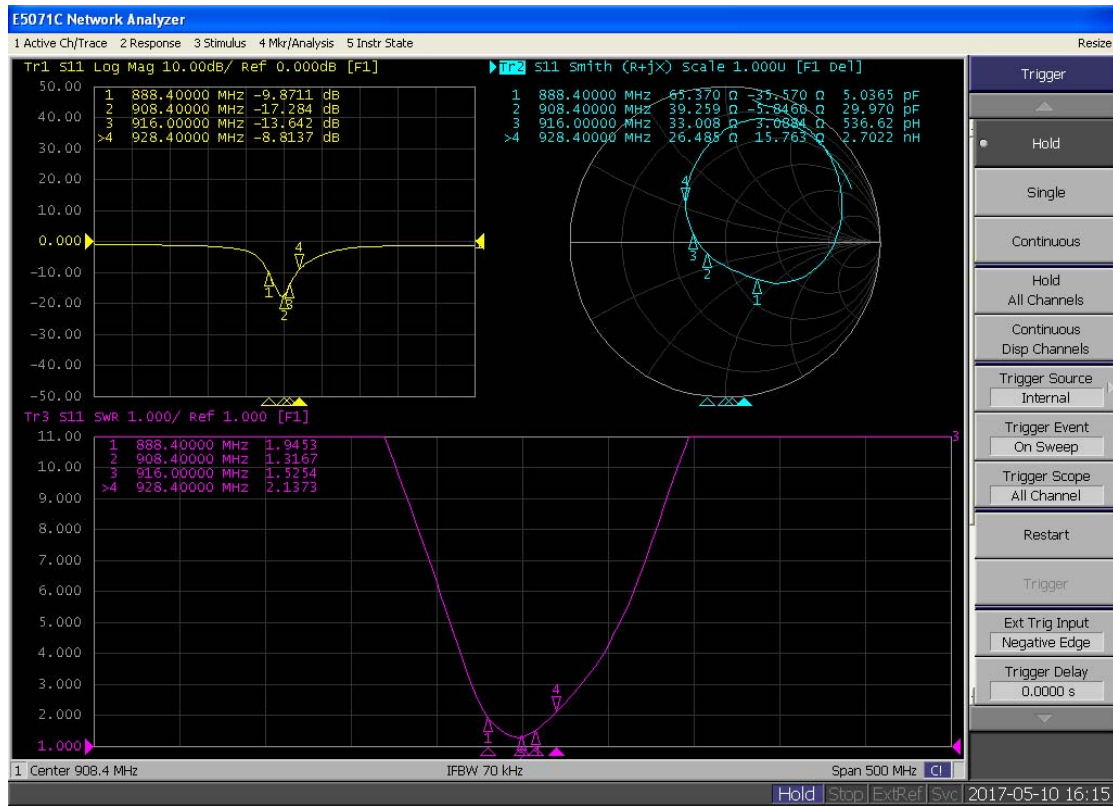 E5071C Network Analyzer
1 Active Ch/Trace 2 Response 3 Stimulus 4 Mkr/Analysis 5 Instr State
Resize
Tr1 S11 Log Mag 10.00dB/ Ref 0.000dB [F1]
50.00
40.00
30.00
20.00
10.00
0.000
-10.00
-20.00
-30.00
-40.00
-50.00
1 888.40000 MHz -9.8711 dB
2 908.40000 MHz -17.284 dB
3 916.00000 MHz -13.642 dB
>4 928.40000 MHz -8.8137 dB
4
1
2
3
1
Tr2 S11 Smith (R+jX) Scale 1.000U [F1 Del]
1 888.40000 MHz 65.370 Ω -35.570 Ω 5.0365 pF
2 908.40000 MHz 39.259 Ω -5.8460 Ω 29.970 pF
3 916.00000 MHz 33.008 Ω 3.0884 Ω 536.62 pH
>4 928.40000 MHz 26.485 Ω 15.763 Ω 2.7022 nH
4
3
2
1
Tr3 S11 SWR 1.000/ Ref 1.000 [F1]
11.00
10.00
9.000
8.000
7.000
6.000
5.000
4.000
3.000
2.000
1.000
1 888.40000 MHz 1.9453
2 908.40000 MHz 1.3167
3 916.00000 MHz 1.5254
>4 928.40000 MHz 2.1373
3
4
1
1 Center 908.4 MHz
IFBW 70 kHz
Span 500 MHz
C!
Trigger
Hold
Single
Continuous
Hold
All Channels
Continuous
Disp Channels
Trigger Source
Internal
Trigger Event
On Sweep
Trigger Scope
All Channel
Restart
Trigger
Ext Trig Input
Negative Edge
Trigger Delay
0.0000 s
Hold Stop ExtRef Svc 2017-05-10 16:15